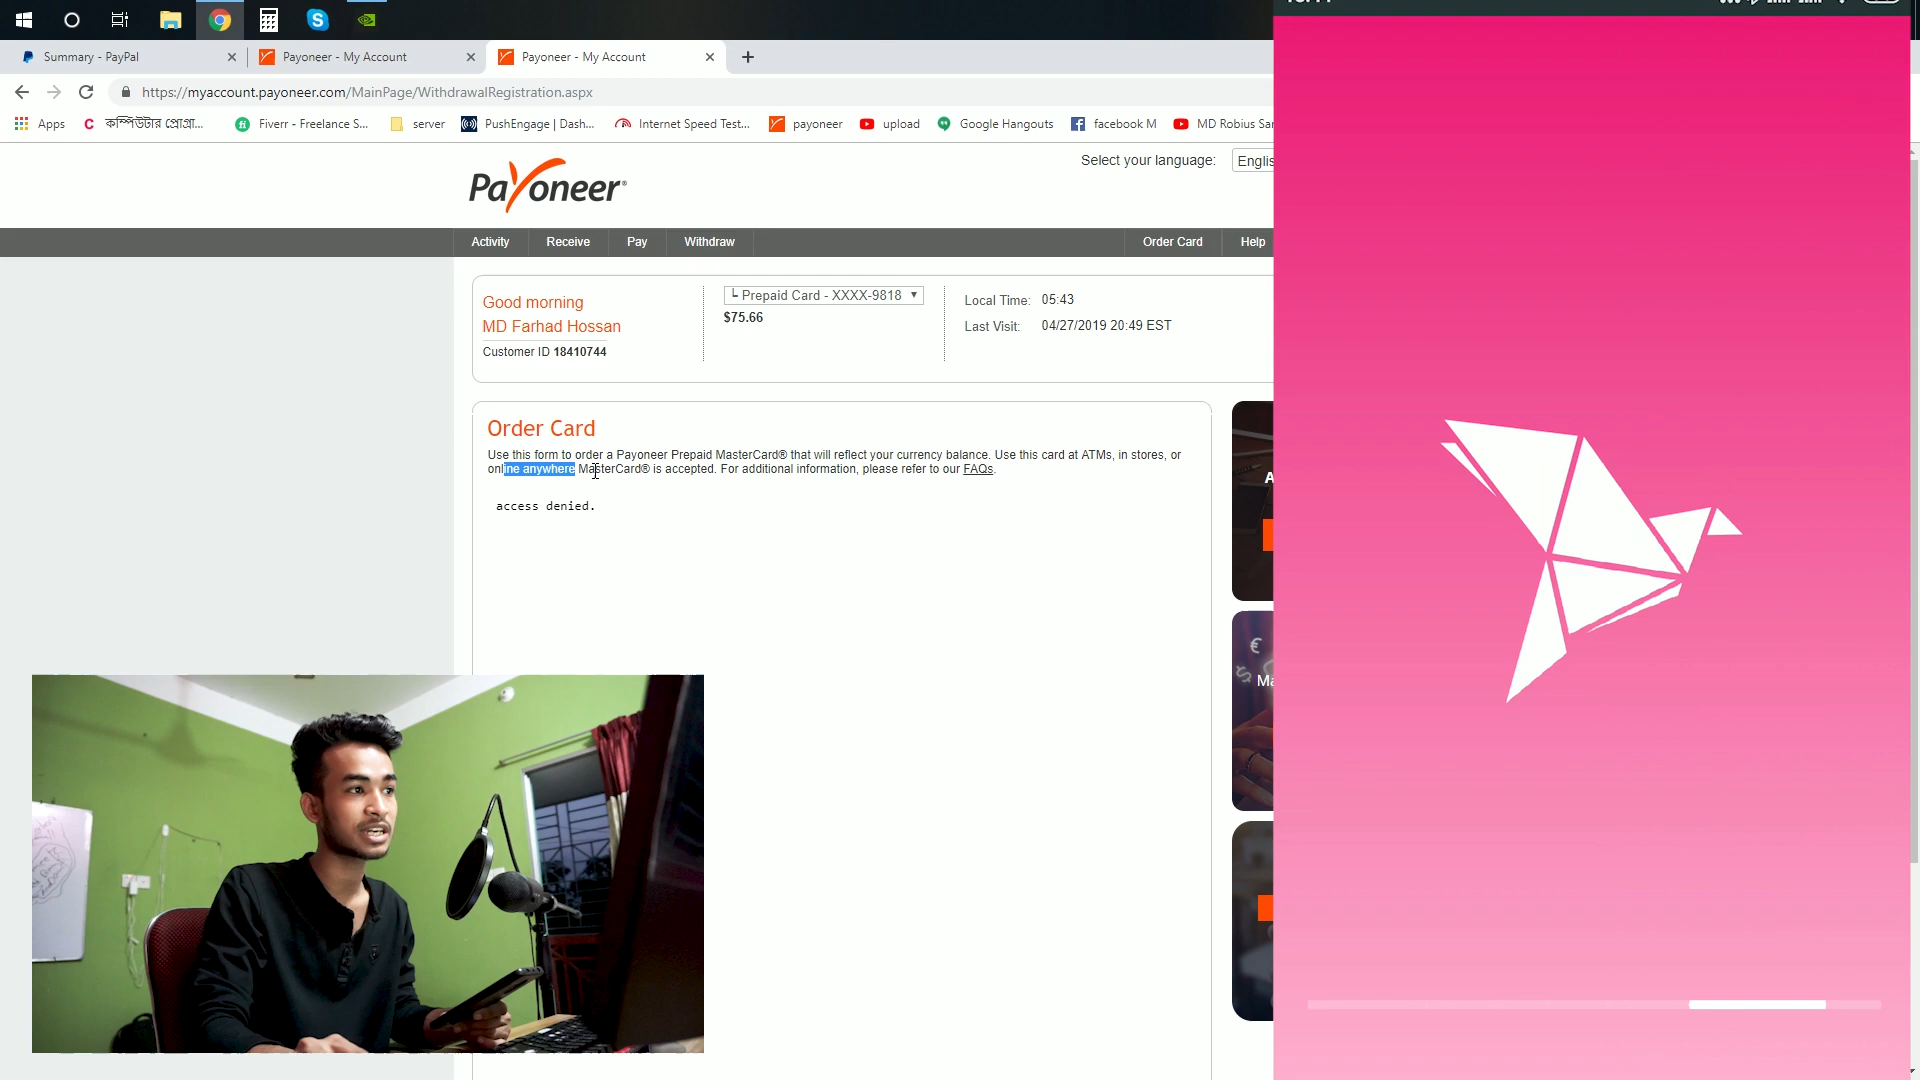 Summary - PayPal
Payoneer - My Account
Payoneer - My Account
https://myaccount.payoneer.com/MainPage/WithdrawalRegistration.aspx
Apps
কম্পিউটার প্রোগ্রা...
Fiverr - Freelance S...
server
PushEngage | Dash...
Internet Speed Test...
payoneer
upload
Google Hangouts
facebook M
MD Robius Sar
Payoneer
Select your language:
Englis
Activity
Receive
Pay
Withdraw
Order Card
Help
Good morning
MD Farhad Hossan
Customer ID 18410744
Prepaid Card - XXXX-9818
$75.66
Local Time: 05:43
Last Visit: 04/27/2019 20:49 EST
Order Card
Use this form to order a Payoneer Prepaid MasterCard® that will reflect your currency balance. Use this card at ATMs, in stores, or
online anywhere MasterCard® is accepted. For additional information, please refer to our FAQs.
access denied.
A
€
Ma